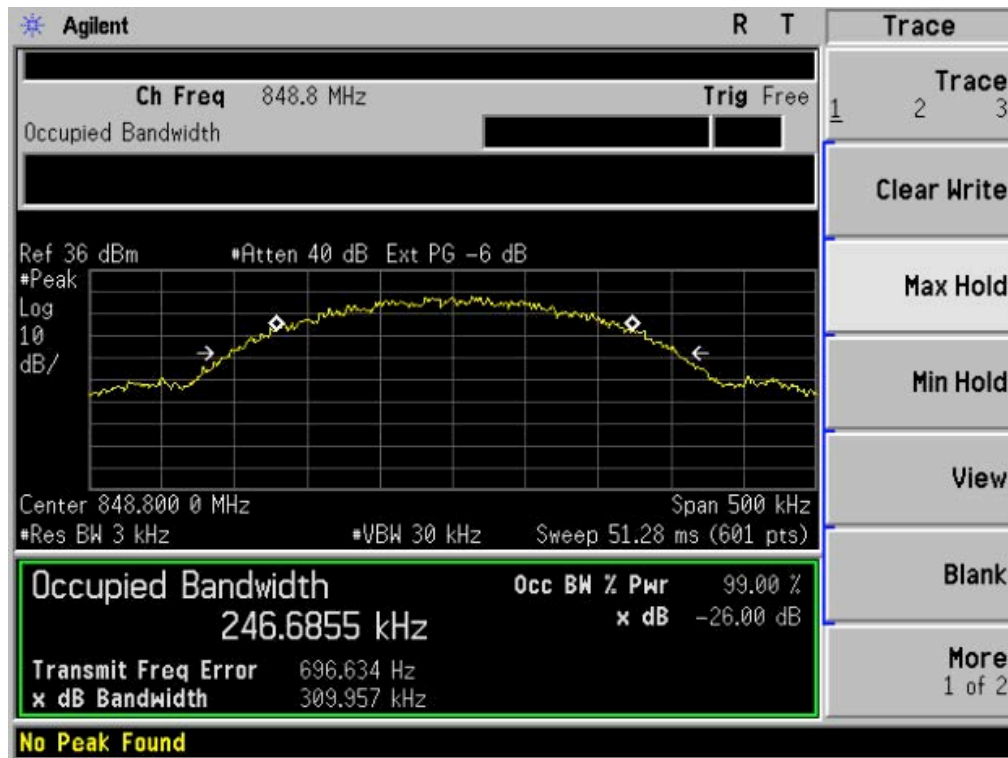 Agilent R T Trace
Ch Freq 848.8 MHz Trig Free
Occupied Bandwidth
Trace
1 2 3
Clear Write
Max Hold
Min Hold
View
Blank
More
1 of 2
Ref 36 dBm #Atten 40 dB Ext PG -6 dB
#Peak
Log
10
dB/
Center 848.800 0 MHz Span 500 kHz
#Res BW 3 kHz #VBW 30 kHz Sweep 51.28 ms (601 pts)
Occupied Bandwidth Occ BW % Pwr 99.00 %
246.6855 kHz x dB -26.00 dB
Transmit Freq Error 696.634 Hz
x dB Bandwidth 309.957 kHz
No Peak Found